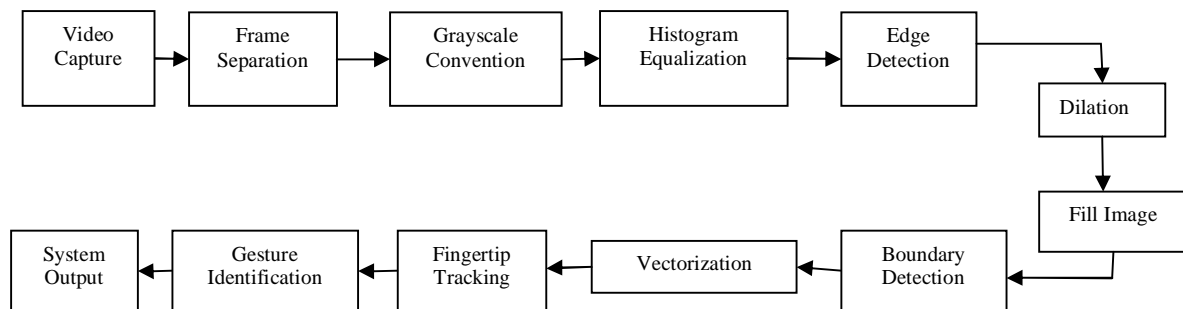 Video
Capture
Frame
Separation
Grayscale
Convention
Histogram
Equalization
Edge
Detection
Dilation
Fill Image
Boundary
Detection
Vectorization
Fingertip
Tracking
Gesture
Identification
System
Output